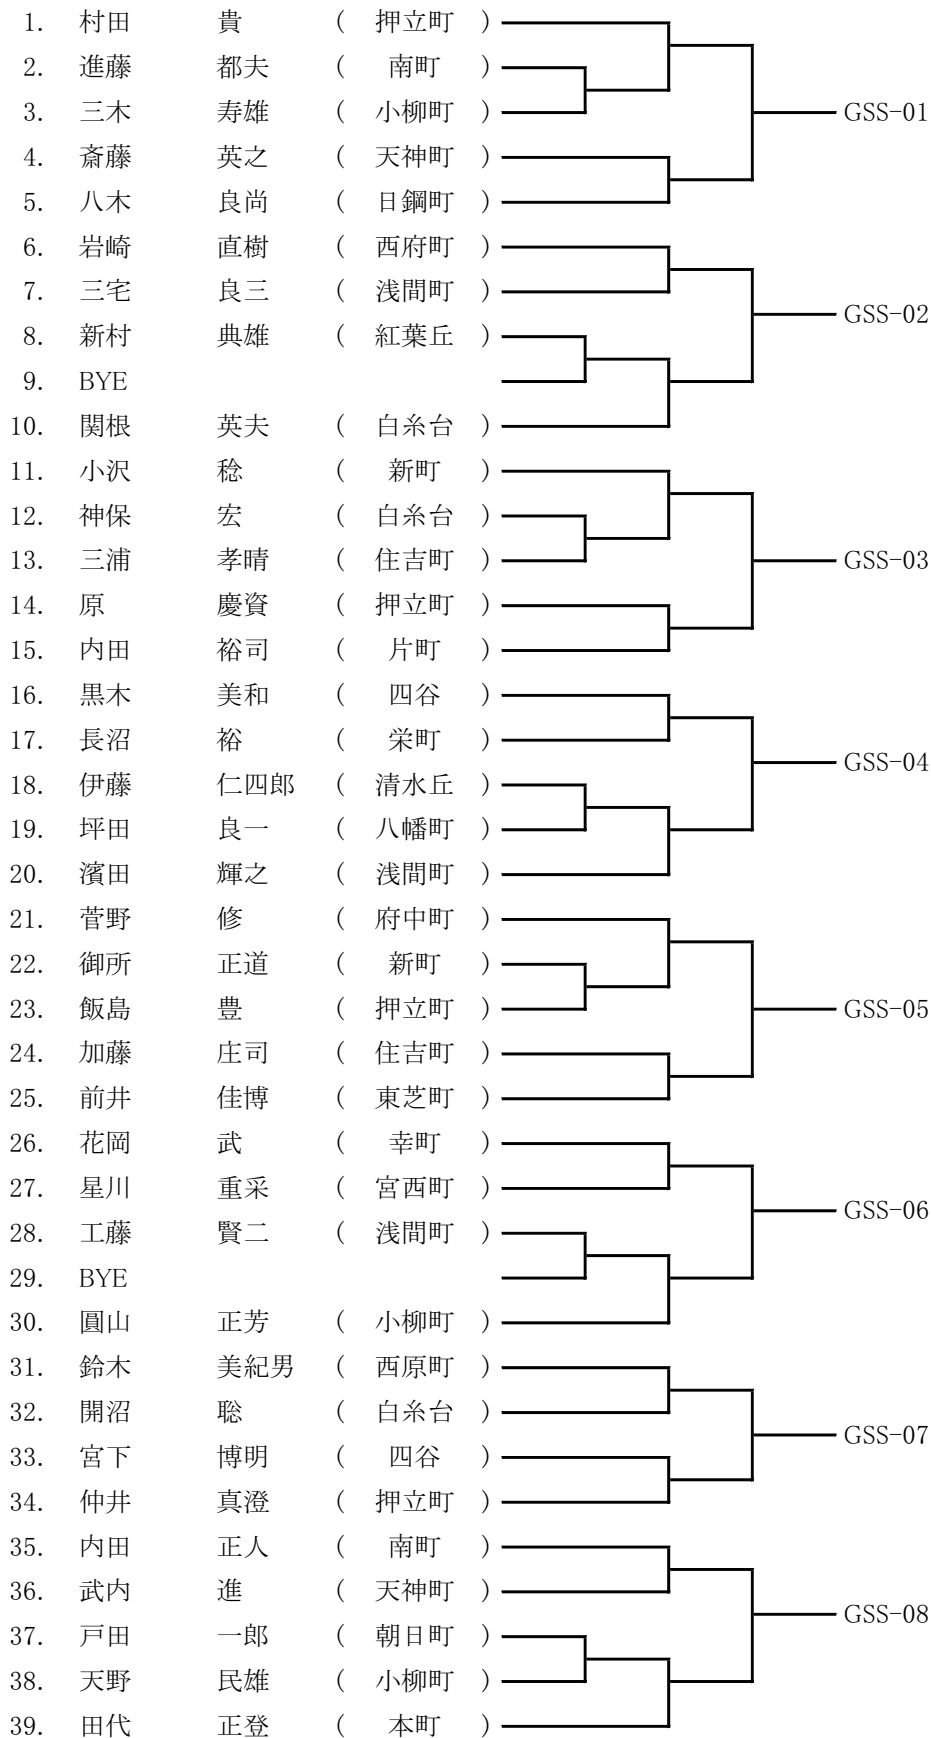 1. 村田 貴 ( 押立町 )
2. 進藤 都夫 ( 南町 )
3. 三木 寿雄 ( 小柳町 ) GSS-01
4. 斎藤 英之 ( 天神町 )
5. 八木 良尚 ( 日鋼町 )
6. 岩崎 直樹 ( 西府町 )
7. 三宅 良三 ( 浅間町 )
GSS-02
8. 新村 典雄 ( 紅葉丘 )
9. BYE
10. 関根 英夫 ( 白糸台 )
11. 小沢 稔 ( 新町 )
12. 神保 宏 ( 白糸台 )
13. 三浦 孝晴 ( 住吉町 ) GSS-03
14. 原 慶資 ( 押立町 )
15. 内田 裕司 ( 片町 )
16. 黒木 美和 ( 四谷 )
17. 長沼 裕 ( 栄町 )
GSS-04
18. 伊藤 仁四郎 ( 清水丘 )
19. 坪田 良一 ( 八幡町 )
20. 濱田 輝之 ( 浅間町 )
21. 菅野 修 ( 府中町 )
22. 御所 正道 ( 新町 )
23. 飯島 豊 ( 押立町 ) GSS-05
24. 加藤 庄司 ( 住吉町 )
25. 前井 佳博 ( 東芝町 )
26. 花岡 武 ( 幸町 )
27. 星川 重采 ( 宮西町 )
GSS-06
28. 工藤 賢二 ( 浅間町 )
29. BYE
30. 圓山 正芳 ( 小柳町 )
31. 鈴木 美紀男 ( 西原町 )
32. 開沼 聡 ( 白糸台 )
GSS-07
33. 宮下 博明 ( 四谷 )
34. 仲井 真澄 ( 押立町 )
35. 内田 正人 ( 南町 )
36. 武内 進 ( 天神町 )
GSS-08
37. 戸田 一郎 ( 朝日町 )
38. 天野 民雄 ( 小柳町 )
39. 田代 正登 ( 本町 )